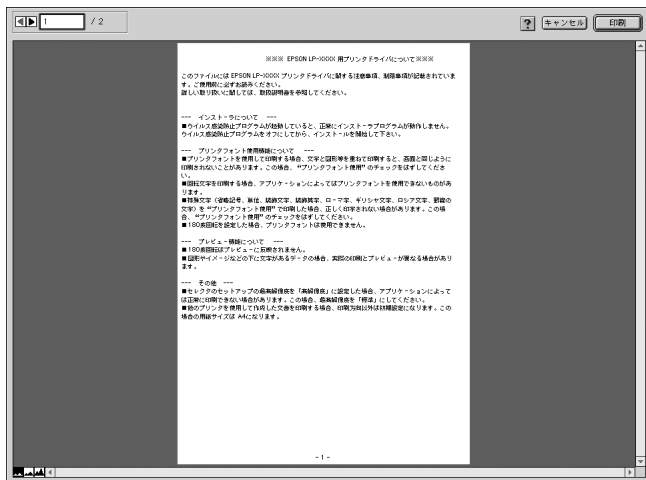 1 / 2
? キャンセル 印刷
※※※ EPSON LP-XXXX 用プリンタドライバについて※※※
このファイルには EPSON LP-XXXX プリンタドライバに関する注意事項、制限事項が記載されていま
す。ご使用前に必ずお読みください。
詳しい取り扱いに関しては、取扱説明書を参照してください。
--- インストーラについて ---
■ウイルス感染防止プログラムが起動していると、正常にインストーラプログラムが動作しません。
ウイルス感染防止プログラムをオフにしてから、インストールを開始して下さい。
--- プリンタフォント使用機能について ---
■プリンタフォントを使用して印刷する場合、文字と図形等を重ねて印刷すると、画面と同じように
印刷されないことがあります。この場合、“プリンタフォント使用”のチェックをはずしてくださ
い。
■回転文字を印刷する場合、アプリケーションによってはプリンタフォントを使用できないものがあ
ります。
■特殊文字（省略記号、単位、装飾文字、装飾数字、ローマ字、ギリシャ文字、ロシア文字、罫線の
文字）を“プリンタフォント使用”で印刷した場合、正しく印字されない場合があります。この場
合、“プリンタフォント使用”のチェックをはずしてください。
■180度回転を設定した場合、プリンタフォントは使用できません。
--- プレビュー機能について ---
■180度回転はプレビューに反映されません。
■図形やイメージなどの下に文字があるデータの場合、実際の印刷とプレビューが異なる場合があり
ます。
--- その他 ---
■セレクタのセットアップの最高解像度を「高解像度」に設定した場合、アプリケーションによって
は正常に印刷できない場合があります。この場合、最高解像度を「標準」にしてください。
■他のプリンタを使用して作成した文書を印刷する場合、印刷方向以外は初期設定になります。この
場合の用紙サイズは A4になります。
- 1 -